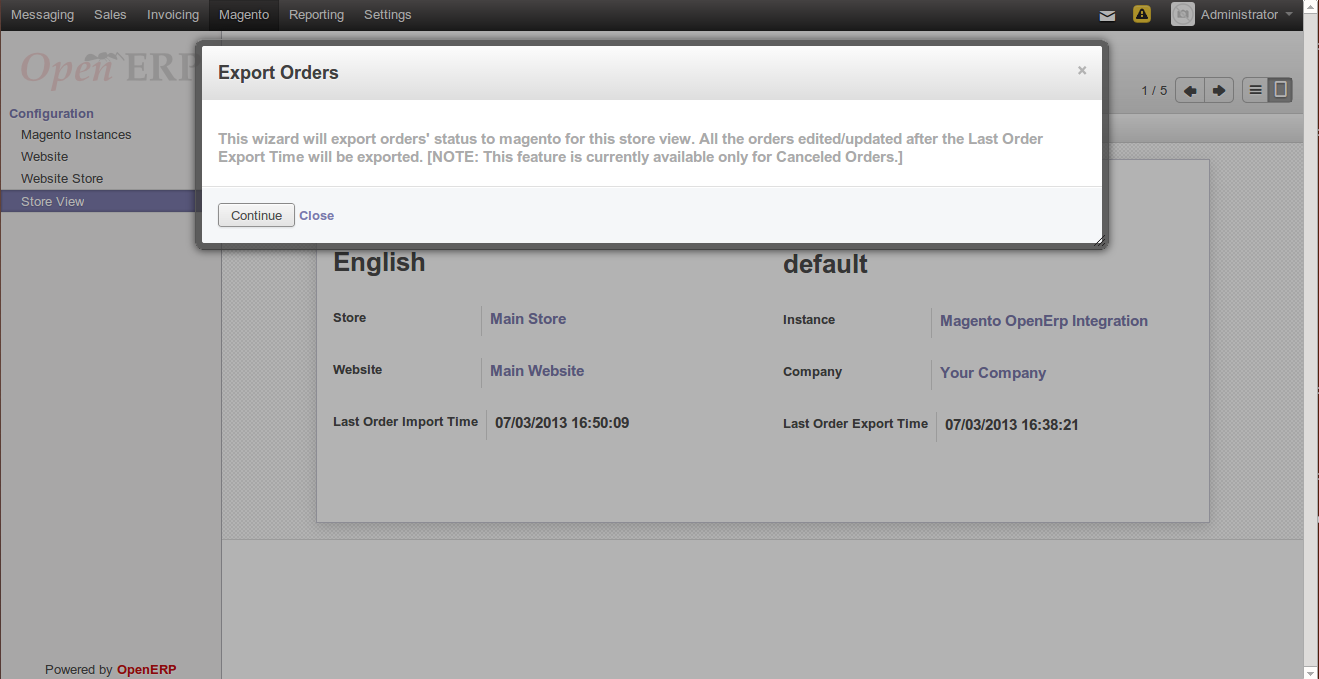 Messaging Sales Invoicing Magento Reporting Settings Administrator
Open ERP
Export Orders ×
1 / 5
Configuration
Magento Instances
Website
Website Store
Store View
This wizard will export orders' status to magento for this store view. All the orders edited/updated after the Last Order
Export Time will be exported. [NOTE: This feature is currently available only for Canceled Orders.]
Continue Close
English default
Store Main Store Instance Magento OpenErp Integration
Website Main Website Company Your Company
Last Order Import Time 07/03/2013 16:50:09 Last Order Export Time 07/03/2013 16:38:21
Powered by OpenERP